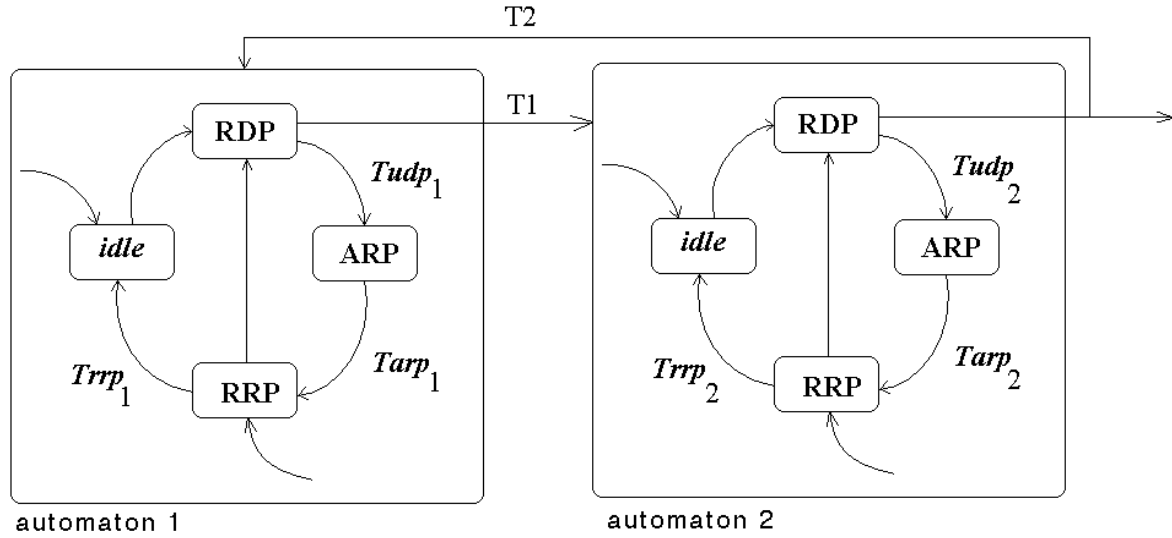 T2
T1
RDP
Tudp1
idle
ARP
Trrp1
Tarp1
RRP
automaton 1
RDP
Tudp2
idle
ARP
Trrp2
Tarp2
RRP
automaton 2